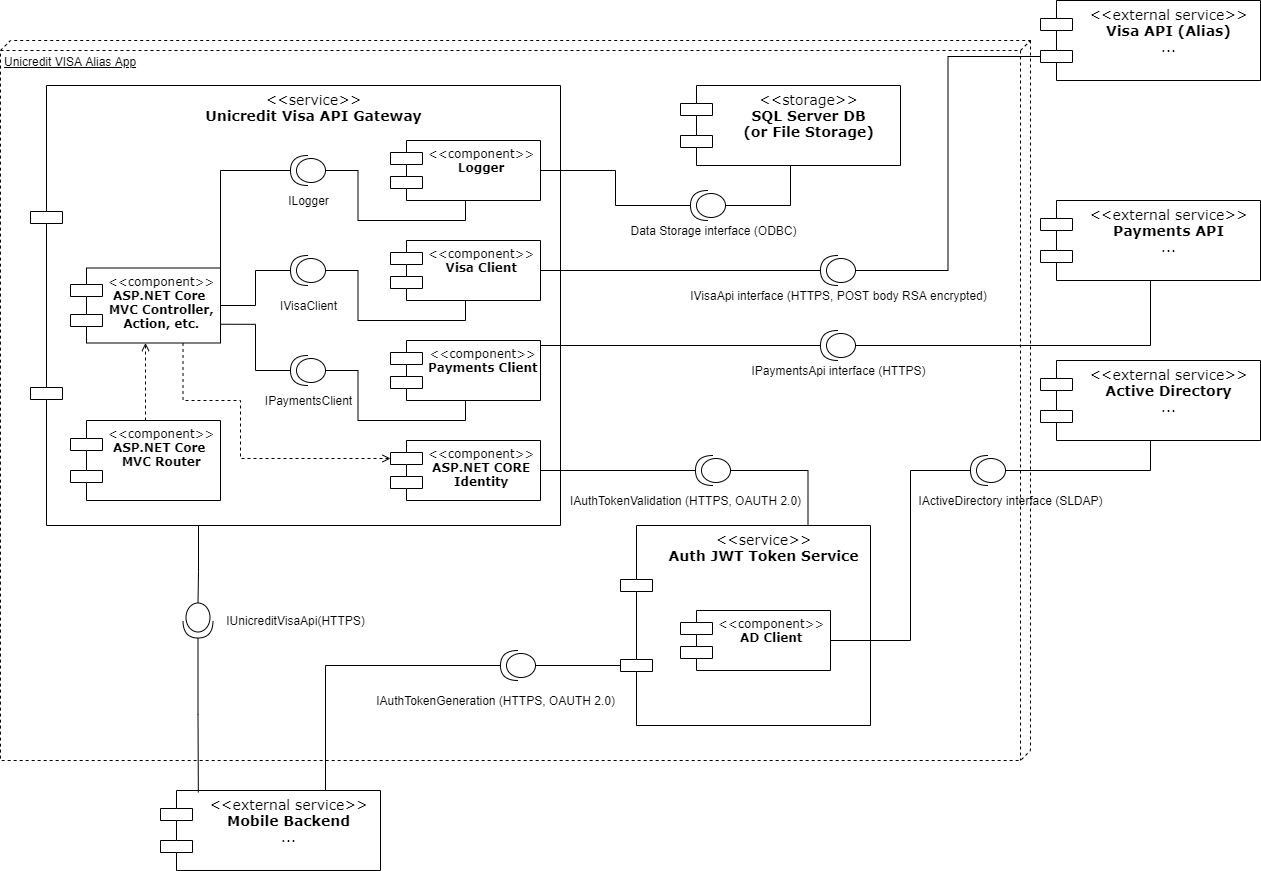 <<external service>>
Visa API (Alias)
...
Unicredit VISA Alias App
<<service>>
Unicredit Visa API Gateway
<<storage>>
SQL Server DB
(or File Storage)
<<component>>
Logger
ILogger
Data Storage interface (ODBC)
<<external service>>
Payments API
...
<<component>>
Visa Client
<<component>>
ASP.NET Core
MVC Controller,
Action, etc.
IVisaClient
IVisaApi interface (HTTPS, POST body RSA encrypted)
<<component>>
Payments Client
IPaymentsApi interface (HTTPS)
<<external service>>
Active Directory
...
IPaymentsClient
<<component>>
ASP.NET Core
MVC Router
<<component>>
ASP.NET CORE
Identity
IAuthTokenValidation (HTTPS, OAUTH 2.0)
IActiveDirectory interface (SLDAP)
<<service>>
Auth JWT Token Service
<<component>>
AD Client
IUnicreditVisaApi(HTTPS)
IAuthTokenGeneration (HTTPS, OAUTH 2.0)
<<external service>>
Mobile Backend
...